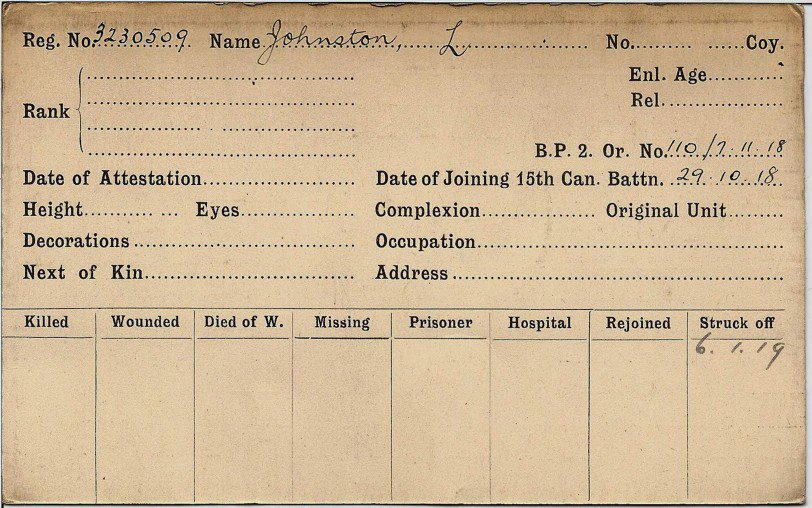 Reg. No. 3230509 Name Johnston, L. No. Coy.
Enl. Age
Rel.
Rank
B.P. 2. Or. No. 110/7.11.18
Date of Attestation Date of Joining 15th Can. Battn. 29.10.18
Height Eyes Complexion Original Unit
Decorations Occupation
Next of Kin Address
Killed Wounded Died of W. Missing Prisoner Hospital Rejoined Struck off
6.1.19